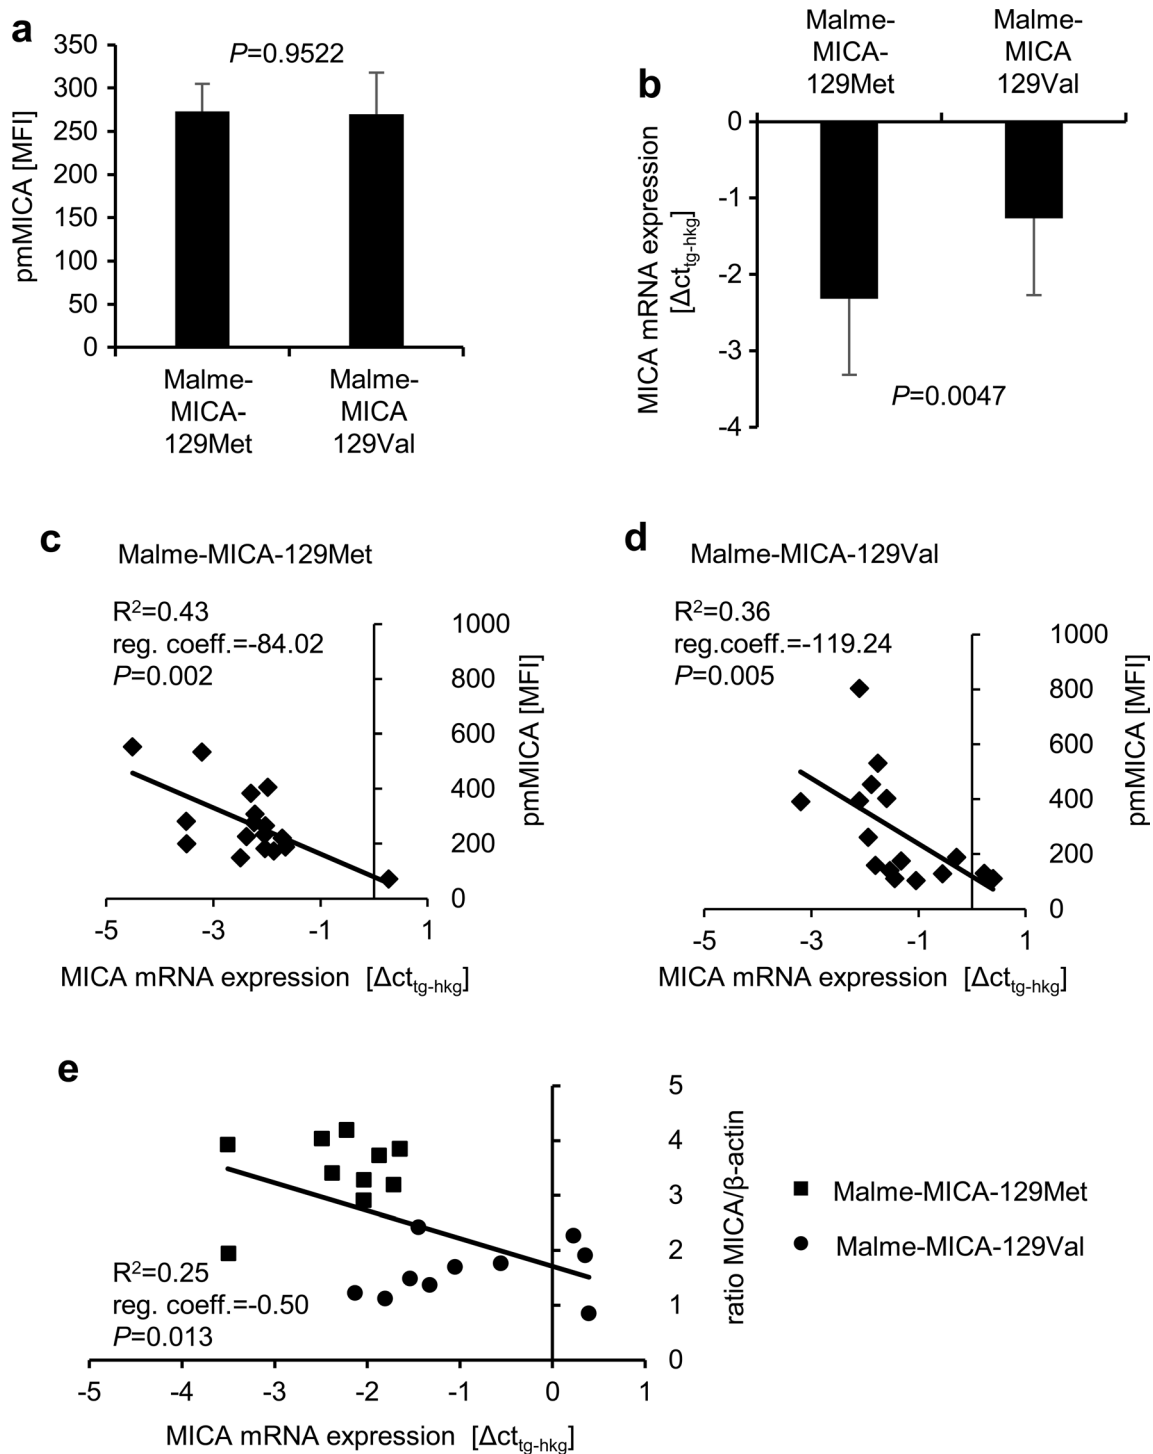 a
350
300
250
200
150
100
50
0
pmMICA [MFI]
P=0.9522
Malme-
MICA-
129Met
Malme-
MICA
129Val
b
Malme-
MICA-
129Met
Malme-
MICA
129Val
0
-1
-2
-3
-4
MICA mRNA expression
[Δct_tg-hkg]
P=0.0047
c
Malme-MICA-129Met
R²=0.43
reg. coeff.=-84.02
P=0.002
1000
800
600
400
200
0
pmMICA [MFI]
-5 -3 -1 1
MICA mRNA expression [Δct_tg-hkg]
d
Malme-MICA-129Val
R²=0.36
reg.coeff.=-119.24
P=0.005
1000
800
600
400
200
0
pmMICA [MFI]
-5 -3 -1 1
MICA mRNA expression [Δct_tg-hkg]
e
5
4
3
2
1
0
ratio MICA/β-actin
R²=0.25
reg. coeff.=-0.50
P=0.013
-5 -4 -3 -2 -1 0 1
MICA mRNA expression [Δct_tg-hkg]
Malme-MICA-129Met
Malme-MICA-129Val